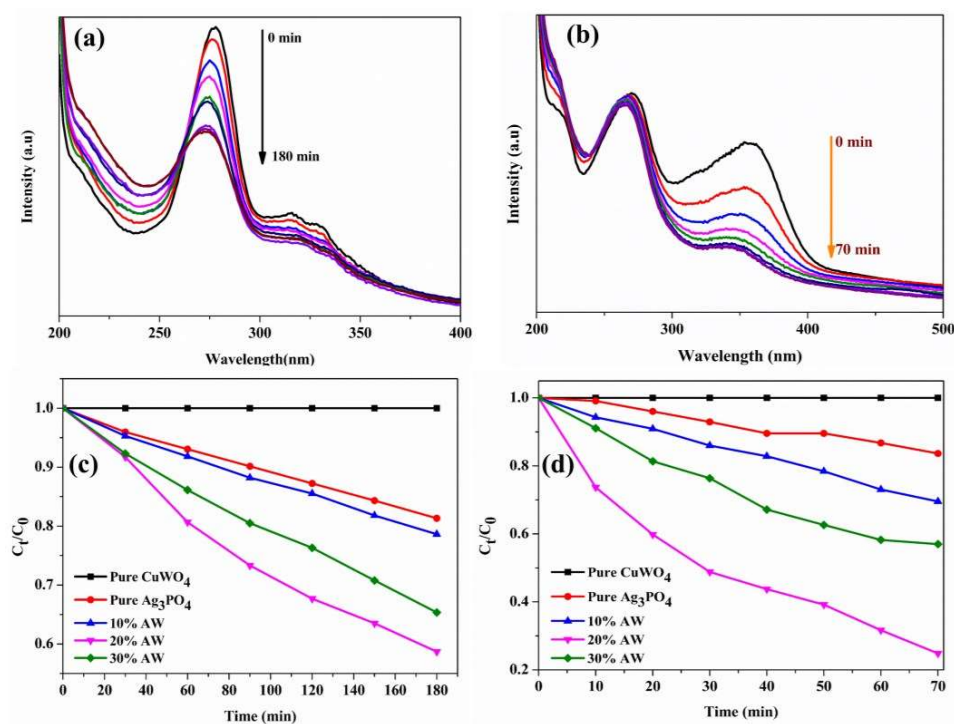 (a)
0 min
180 min
Intensity (a.u)
200 250 300 350 400
Wavelength(nm)
(b)
0 min
70 min
Intensity (a.u)
200 300 400 500
Wavelength (nm)
(c)
1.0
0.9
0.8
0.7
0.6
Cₜ/C₀
Pure CuWO₄
Pure Ag₃PO₄
10% AW
20% AW
30% AW
0 20 40 60 80 100 120 140 160 180
Time (min)
(d)
1.0
0.8
0.6
0.4
0.2
Cₜ/C₀
Pure CuWO₄
Pure Ag₃PO₄
10% AW
20% AW
30% AW
0 10 20 30 40 50 60 70
Time (min)